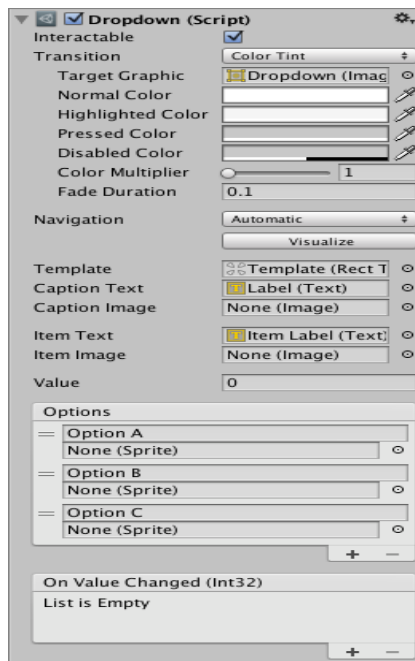 Dropdown (Script)
Interactable
Transition Color Tint
Target Graphic Dropdown (Imag
Normal Color
Highlighted Color
Pressed Color
Disabled Color
Color Multiplier 1
Fade Duration 0.1
Navigation Automatic
Visualize
Template Template (Rect T
Caption Text Label (Text)
Caption Image None (Image)
Item Text Item Label (Text)
Item Image None (Image)
Value 0
Options
Option A
None (Sprite)
Option B
None (Sprite)
Option C
None (Sprite)
+ −
On Value Changed (Int32)
List is Empty
+ −